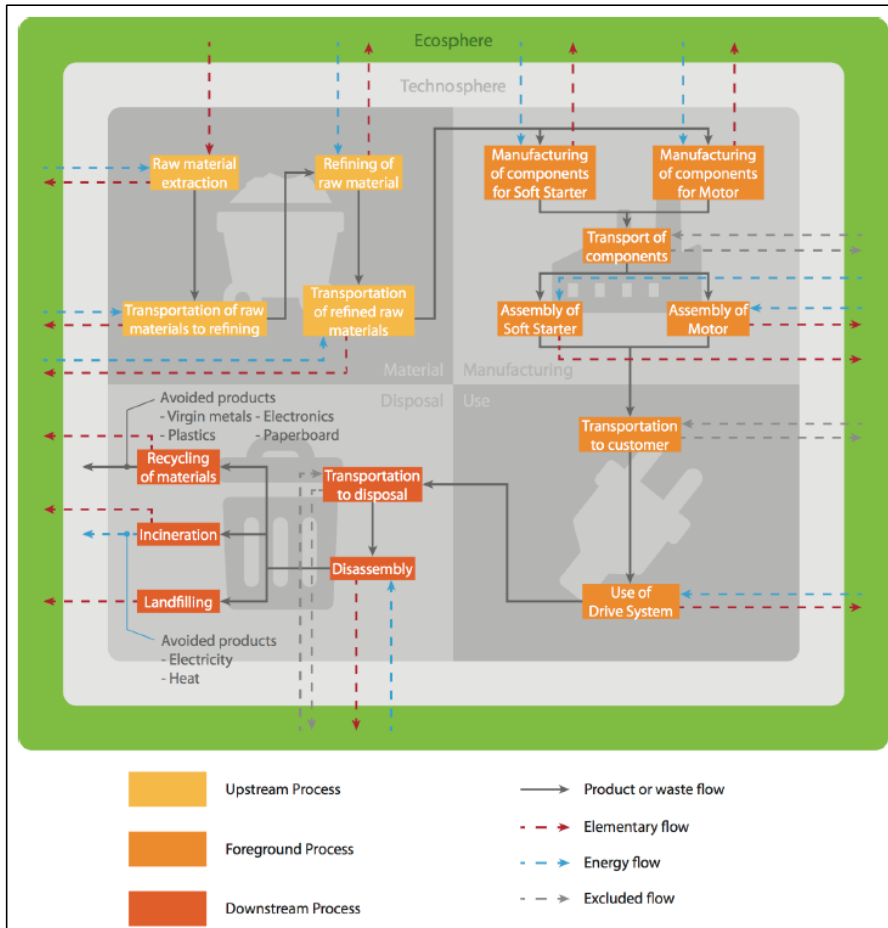 Ecosphere
Technosphere
Raw material
extraction
Refining of
raw material
Manufacturing
of components
for Soft Starter
Manufacturing
of components
for Motor
Transport of
components
Transportation of raw
materials to refining
Transportation
of refined raw
materials
Assembly of
Soft Starter
Assembly of
Motor
Material
Manufacturing
Disposal
Use
Avoided products
- Virgin metals - Electronics
- Plastics - Paperboard
Recycling
of materials
Transportation
to disposal
Transportation
to customer
Incineration
Disassembly
Landfilling
Use of
Drive System
Avoided products
- Electricity
- Heat
Upstream Process
Foreground Process
Downstream Process
Product or waste flow
Elementary flow
Energy flow
Excluded flow